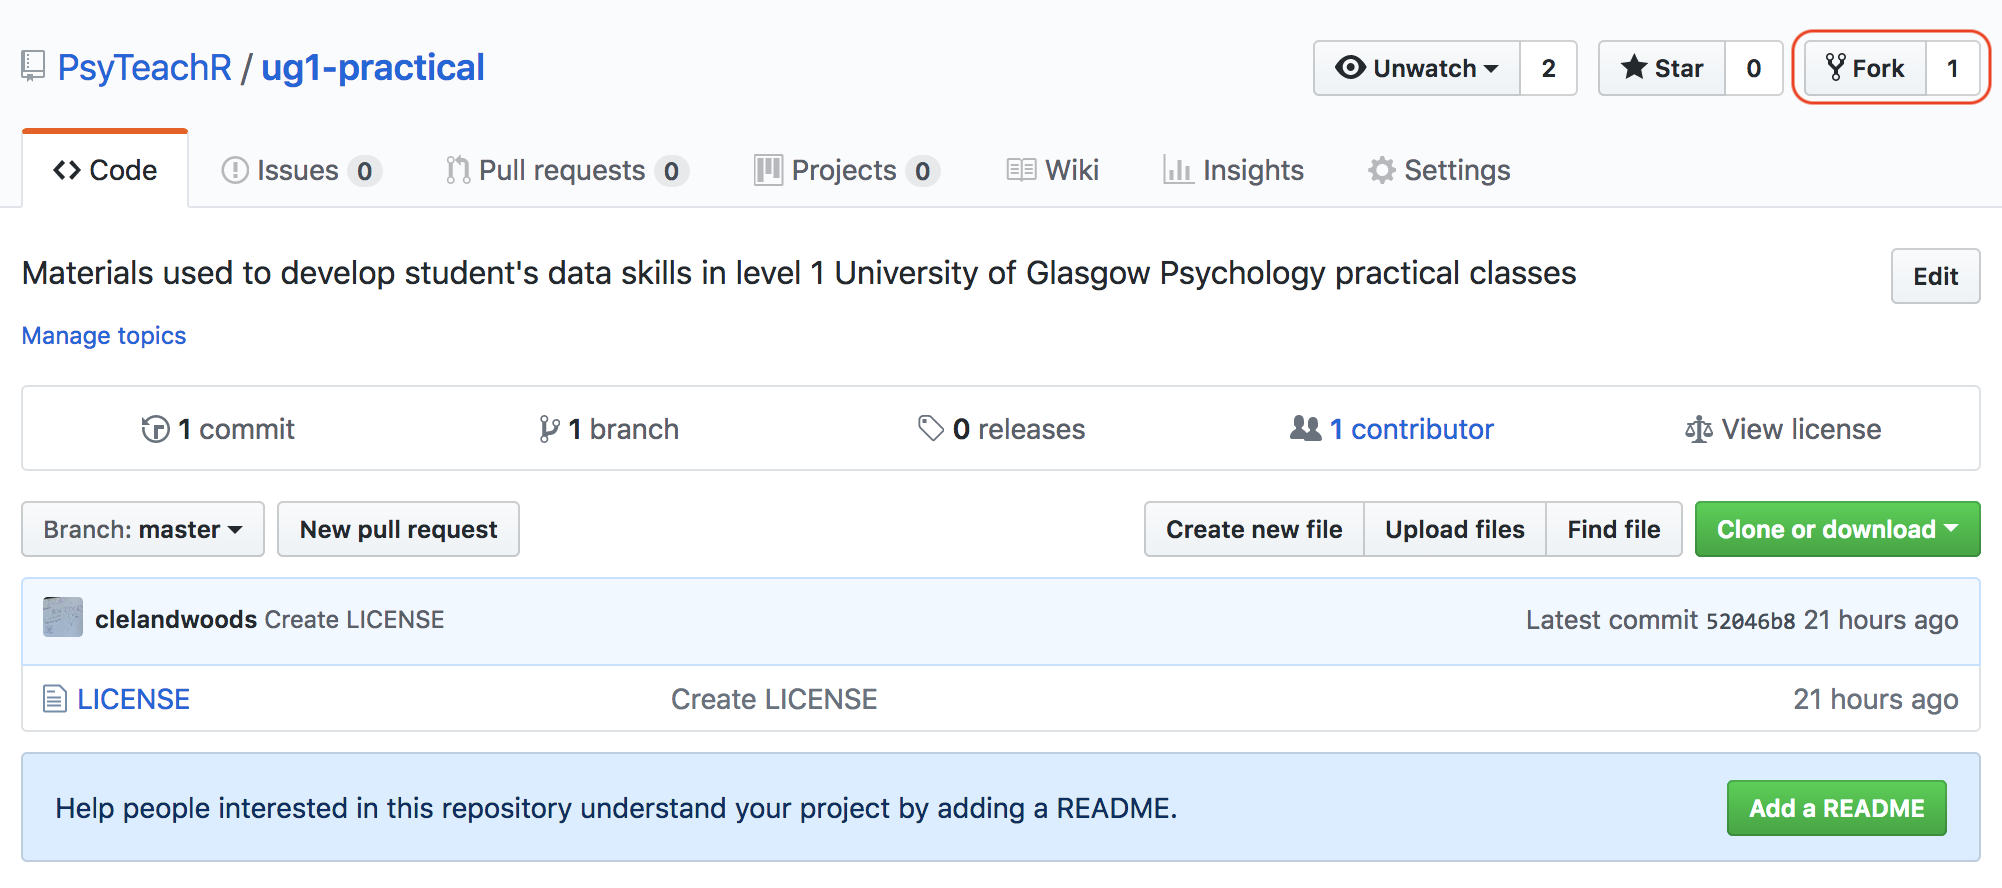 PsyTeachR / ug1-practical
Unwatch 2 Star 0 Fork 1
Code Issues 0 Pull requests 0 Projects 0 Wiki Insights Settings
Materials used to develop student's data skills in level 1 University of Glasgow Psychology practical classes Edit
Manage topics
1 commit 1 branch 0 releases 1 contributor View license
Branch: master New pull request Create new file Upload files Find file Clone or download
clelandwoods Create LICENSE Latest commit 52046b8 21 hours ago
LICENSE Create LICENSE 21 hours ago
Help people interested in this repository understand your project by adding a README. Add a README